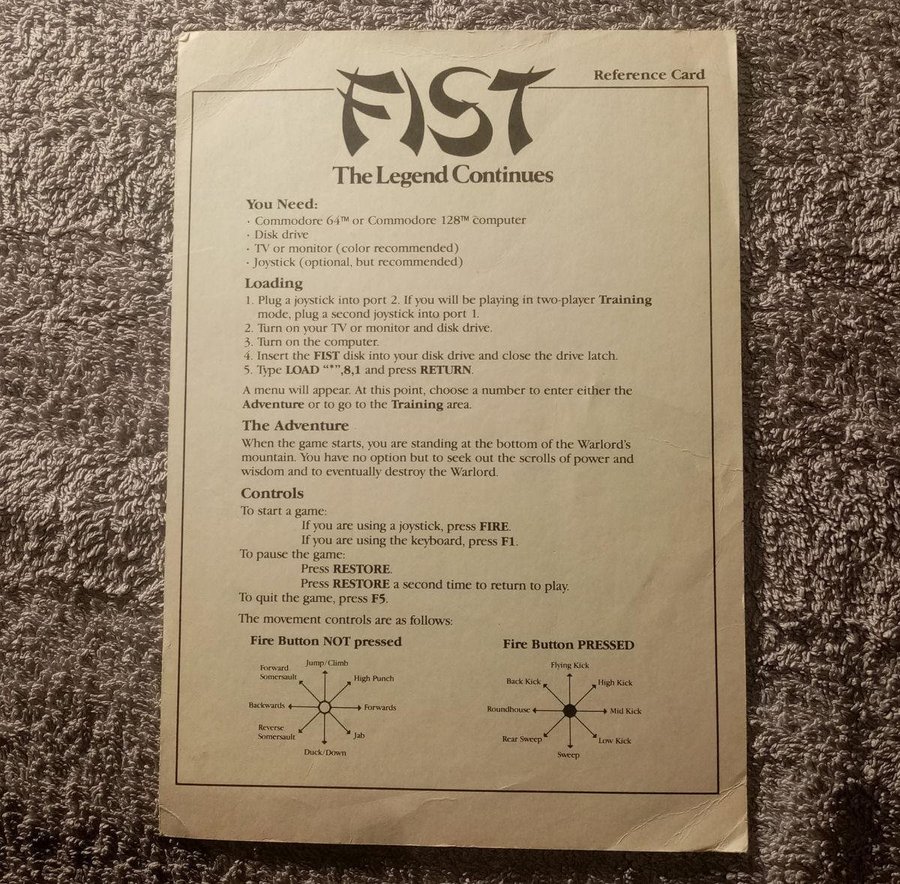 Reference Card
FIST
The Legend Continues
You Need:
· Commodore 64™ or Commodore 128™ computer
· Disk drive
· TV or monitor (color recommended)
· Joystick (optional, but recommended)
Loading
1. Plug a joystick into port 2. If you will be playing in two-player Training
mode, plug a second joystick into port 1.
2. Turn on your TV or monitor and disk drive.
3. Turn on the computer.
4. Insert the FIST disk into your disk drive and close the drive latch.
5. Type LOAD “*”,8,1 and press RETURN.
A menu will appear. At this point, choose a number to enter either the
Adventure or to go to the Training area.
The Adventure
When the game starts, you are standing at the bottom of the Warlord's
mountain. You have no option but to seek out the scrolls of power and
wisdom and to eventually destroy the Warlord.
Controls
To start a game:
If you are using a joystick, press FIRE.
If you are using the keyboard, press F1.
To pause the game:
Press RESTORE.
Press RESTORE a second time to return to play.
To quit the game, press F5.
The movement controls are as follows:
Fire Button NOT pressed
Jump/Climb
Forward
Somersault
High Punch
Backwards
Forwards
Reverse
Somersault
Jab
Duck/Down
Fire Button PRESSED
Flying Kick
Back Kick
High Kick
Roundhouse
Mid Kick
Rear Sweep
Low Kick
Sweep